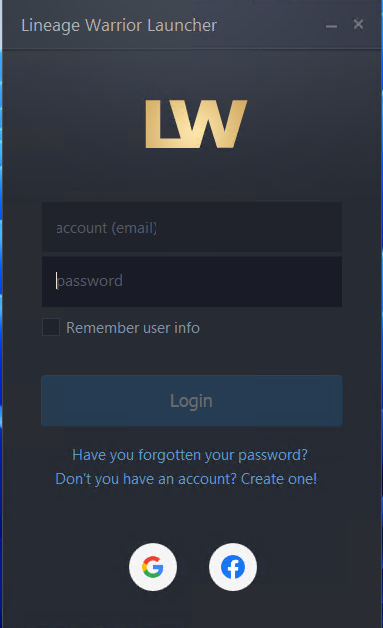 Lineage Warrior Launcher
LW
account (email)
password
Remember user info
Login
Have you forgotten your password?
Don't you have an account? Create one!